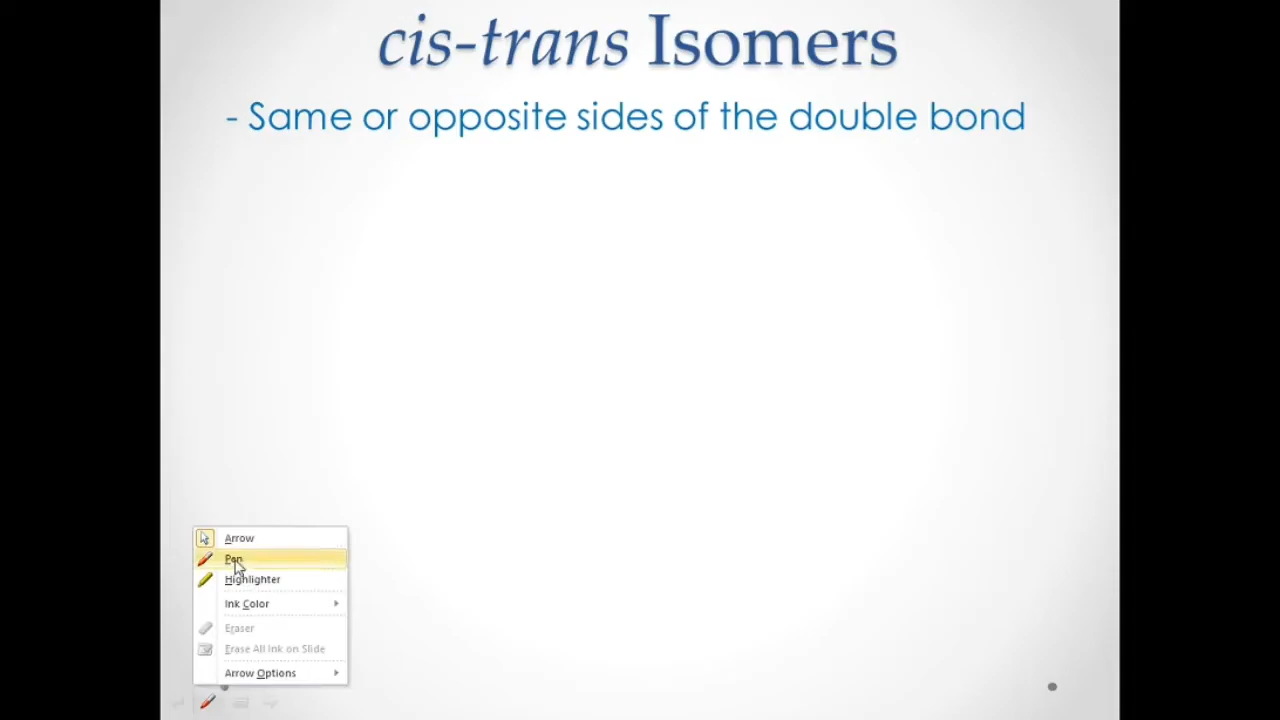 cis-trans Isomers
- Same or opposite sides of the double bond
Arrow
Pen
Highlighter
Ink Color
Eraser
Erase All Ink on Slide
Arrow Options